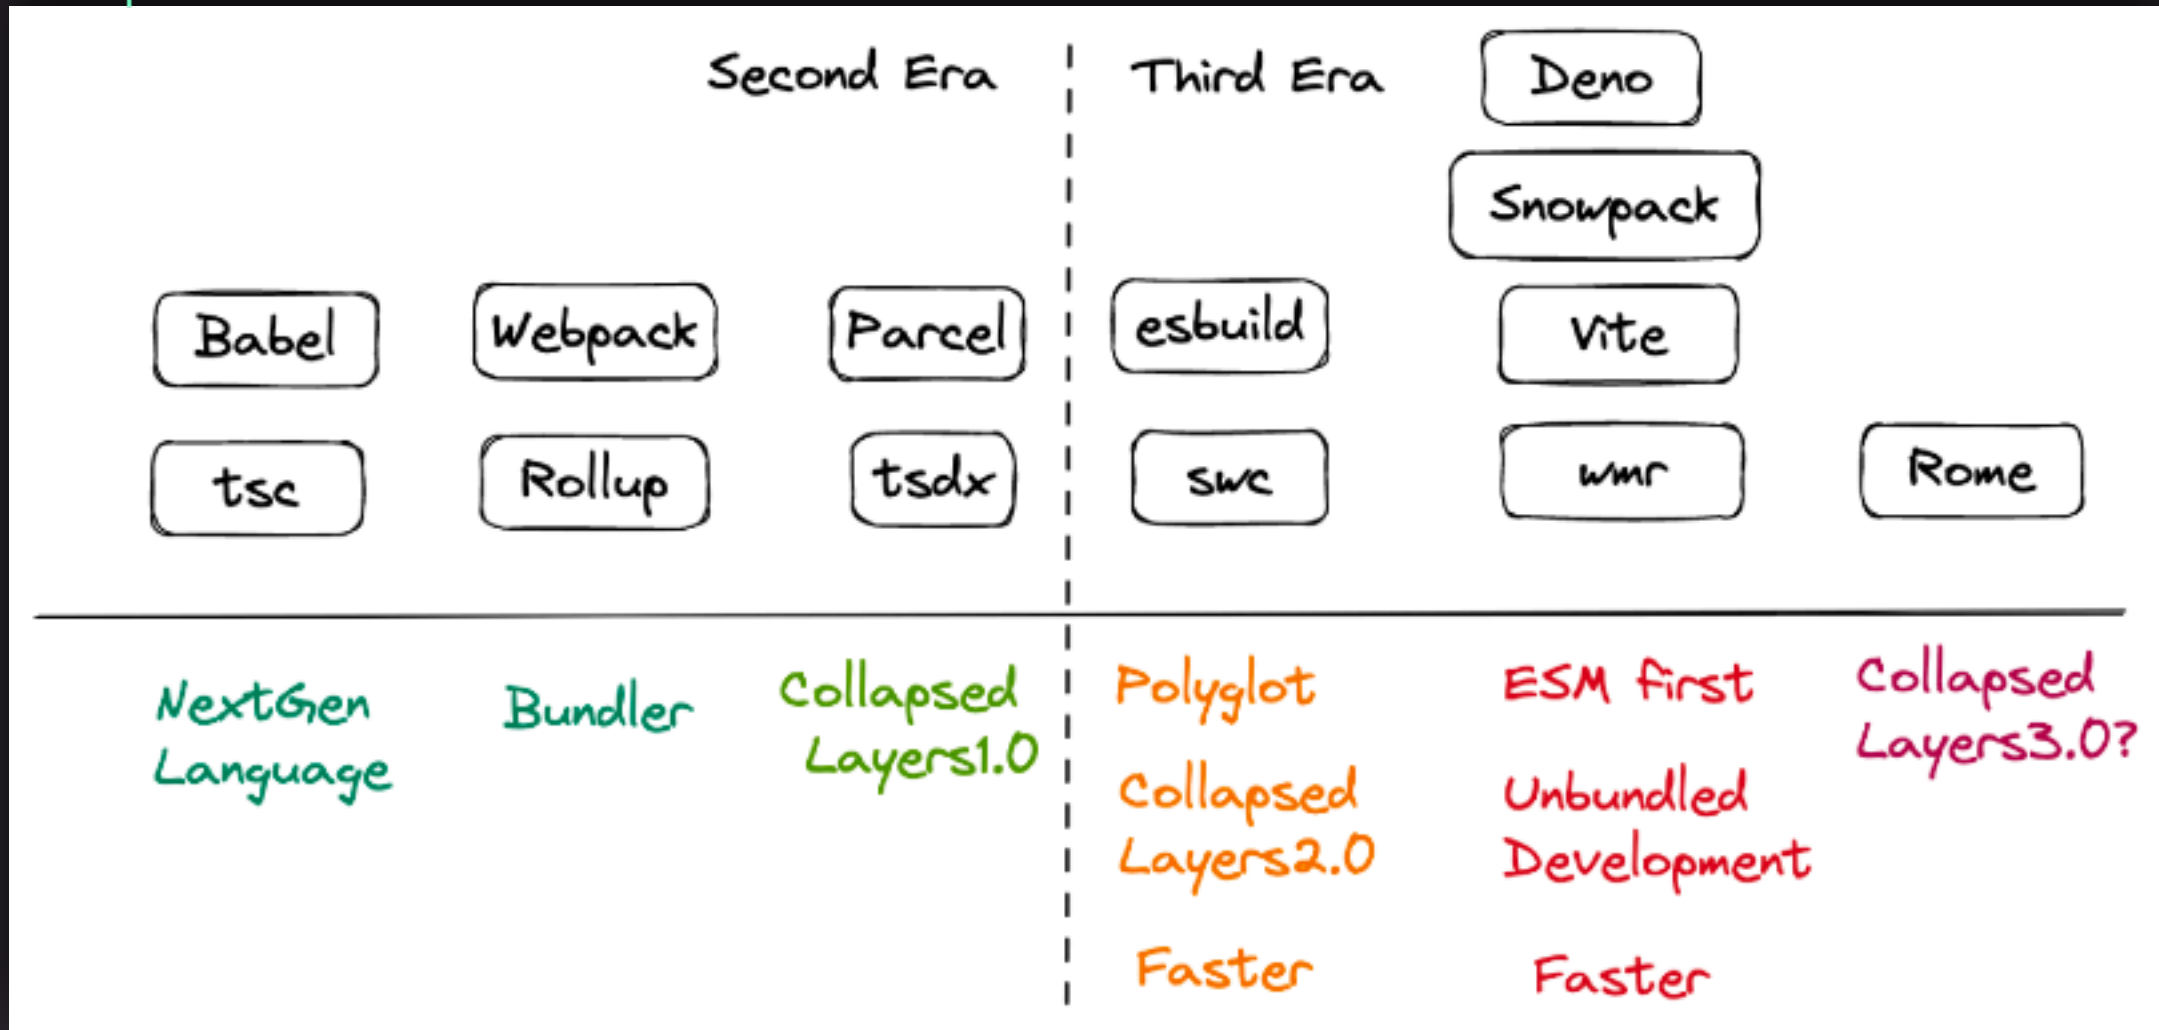 Second Era
Third Era
Deno
Snowpack
Babel
Webpack
Parcel
esbuild
Vite
tsc
Rollup
tsdx
swc
wmr
Rome
NextGen
Language
Bundler
Collapsed
Layers1.0
Polyglot
Collapsed
Layers2.0
Faster
ESM first
Unbundled
Development
Faster
Collapsed
Layers3.0?